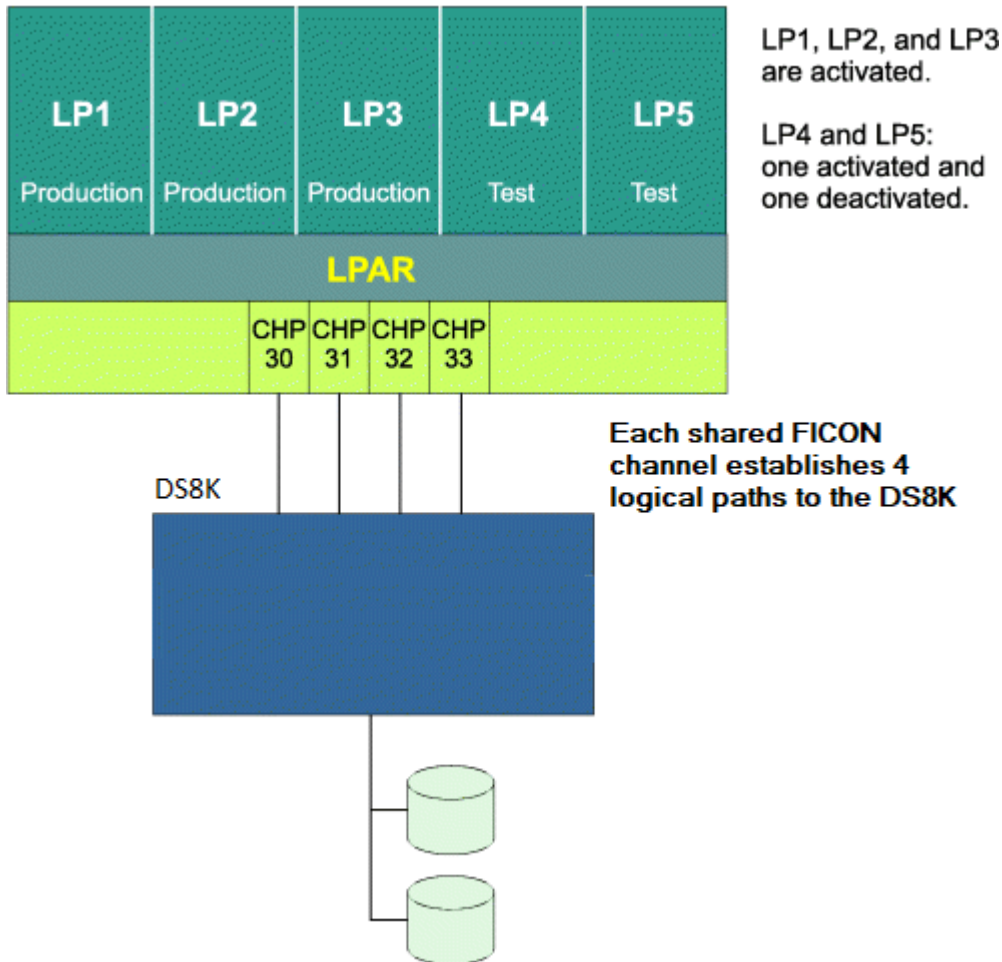 LP1
LP2
LP3
LP4
LP5
Production
Production
Production
Test
Test
LP1, LP2, and LP3
are activated.
LP4 and LP5:
one activated and
one deactivated.
LPAR
CHP
30
CHP
31
CHP
32
CHP
33
Each shared FICON
channel establishes 4
logical paths to the DS8K
DS8K